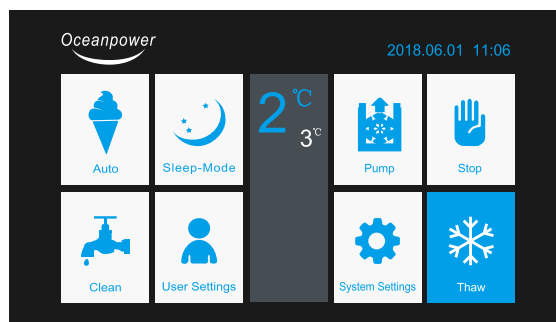 Oceanpower
2018.06.01 11:06
2℃
3℃
Auto
Sleep-Mode
Pump
Stop
Clean
User Settings
System Settings
Thaw